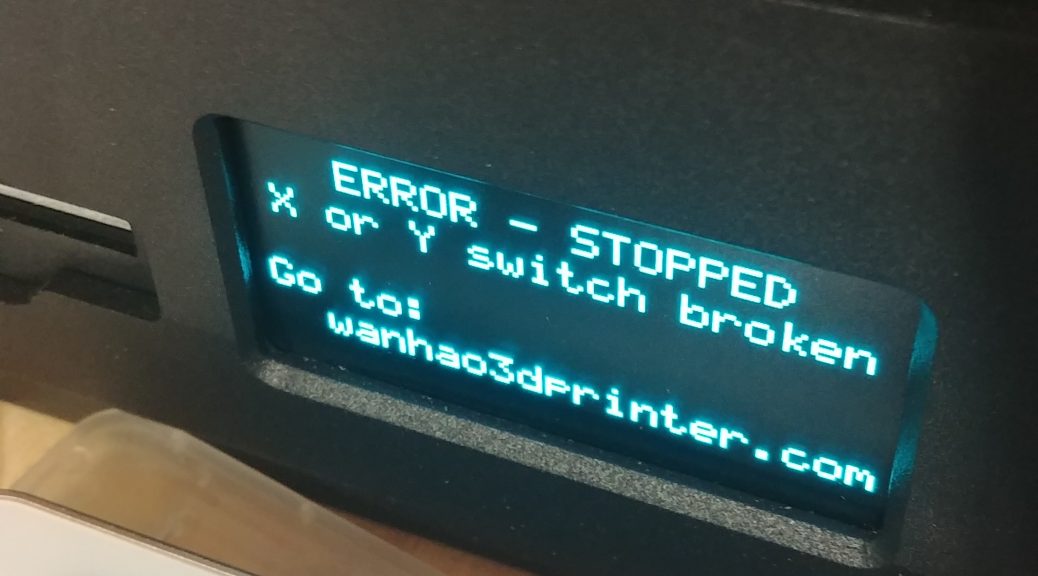 ERROR - STOPPED
X or Y switch broken
Go to:
wanhao3dprinter.com